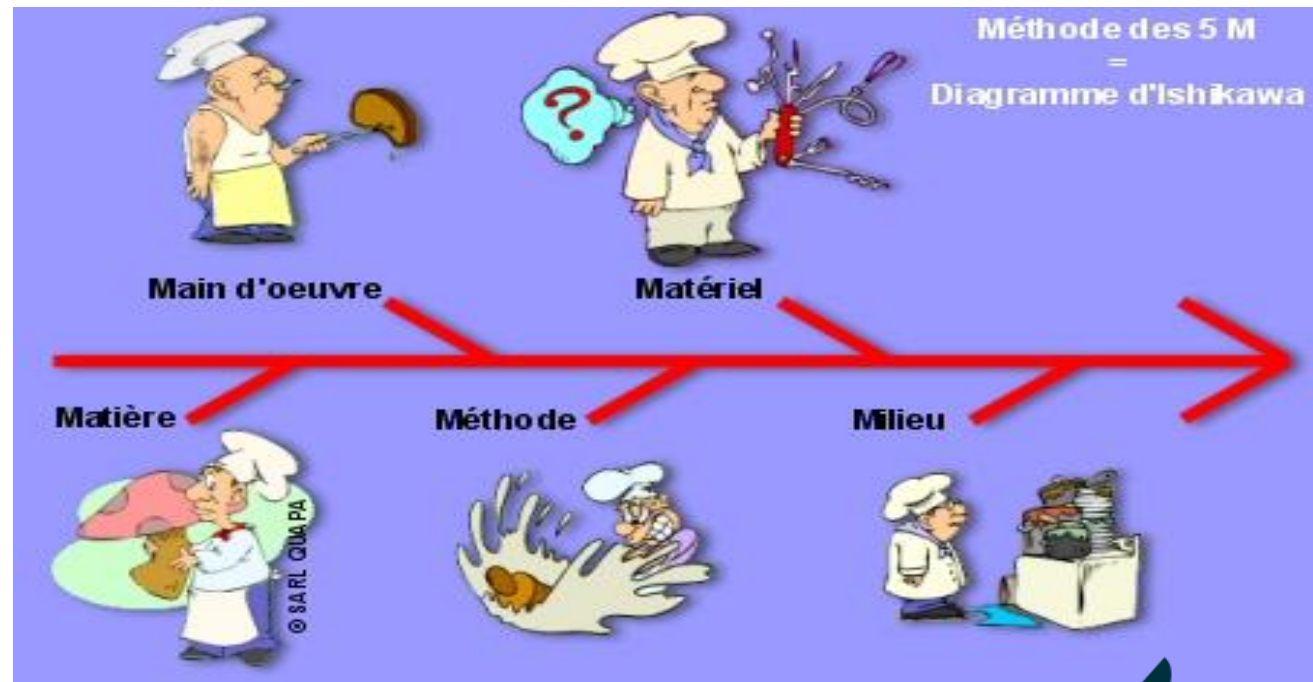 Méthode des 5 M
=
Diagramme d'Ishikawa
Main d'oeuvre
Matériel
Matière
Méthode
Milieu
?
© SARL QUAPA